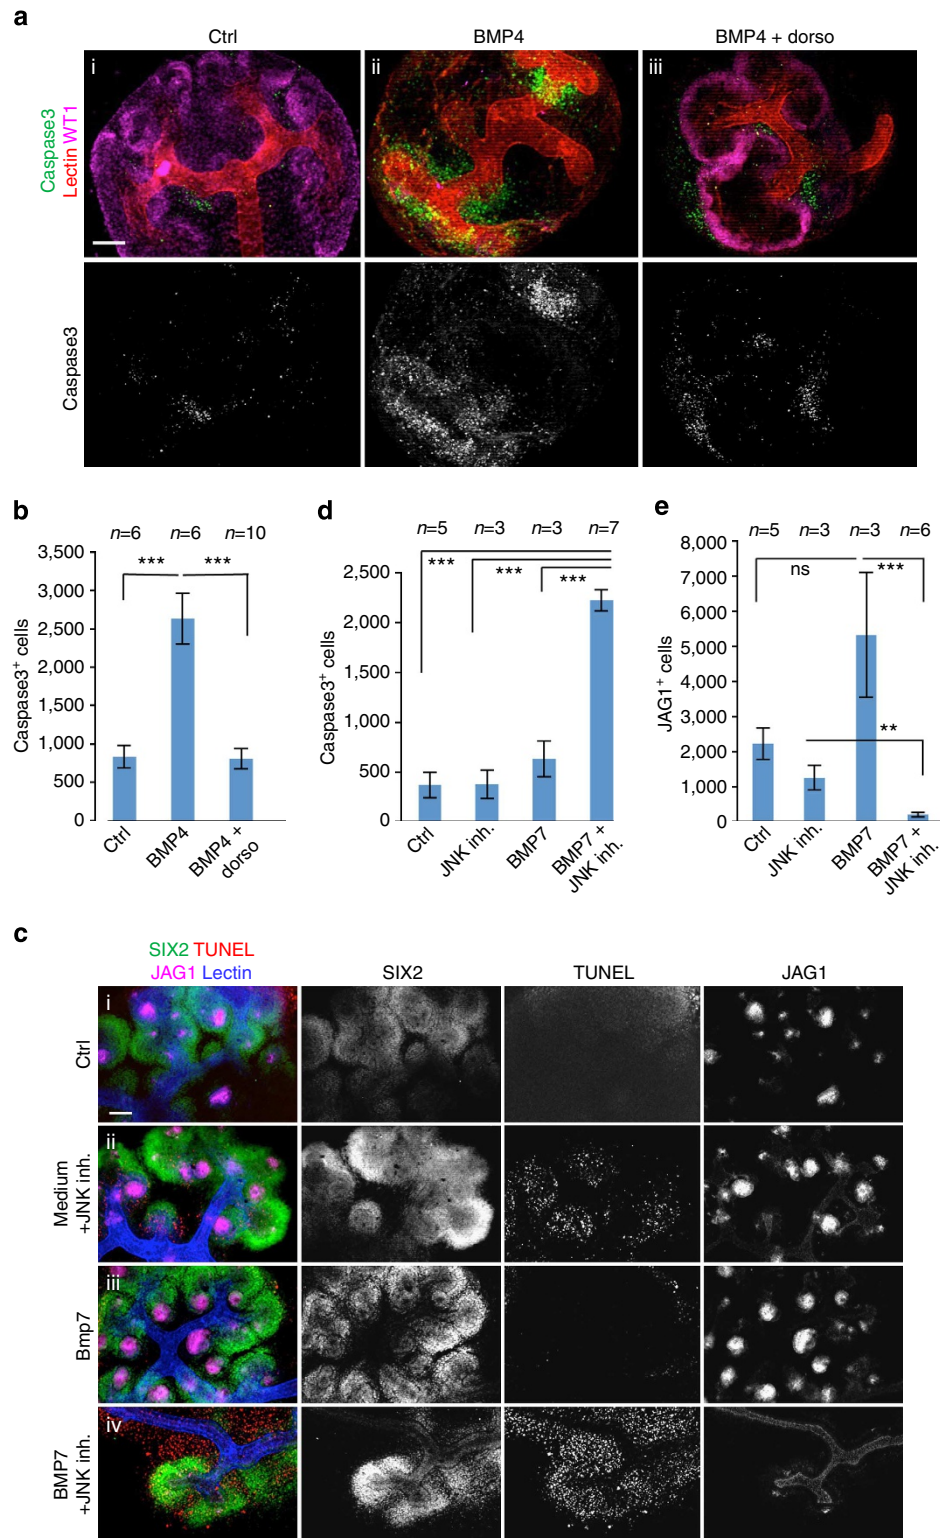 a
Ctrl
BMP4
BMP4 + dorso
Caspase3
Lectin WT1
i
ii
iii
Caspase3
b
n=6
n=6
n=10
***
***
3,500
3,000
2,500
2,000
1,500
1,000
500
0
Caspase3+ cells
Ctrl
BMP4
BMP4 +
dorso
d
n=5
n=3
n=3
n=7
***
***
***
2,500
2,000
1,500
1,000
500
0
Caspase3+ cells
Ctrl
JNK inh.
BMP7
BMP7 +
JNK inh.
e
n=5
n=3
n=3
n=6
ns
***
**
8,000
7,000
6,000
5,000
4,000
3,000
2,000
1,000
0
JAG1+ cells
Ctrl
JNK inh.
BMP7
BMP7 +
JNK inh.
c
SIX2 TUNEL
JAG1 Lectin
SIX2
TUNEL
JAG1
i
Ctrl
ii
Medium
+JNK inh.
iii
Bmp7
iv
BMP7
+JNK inh.